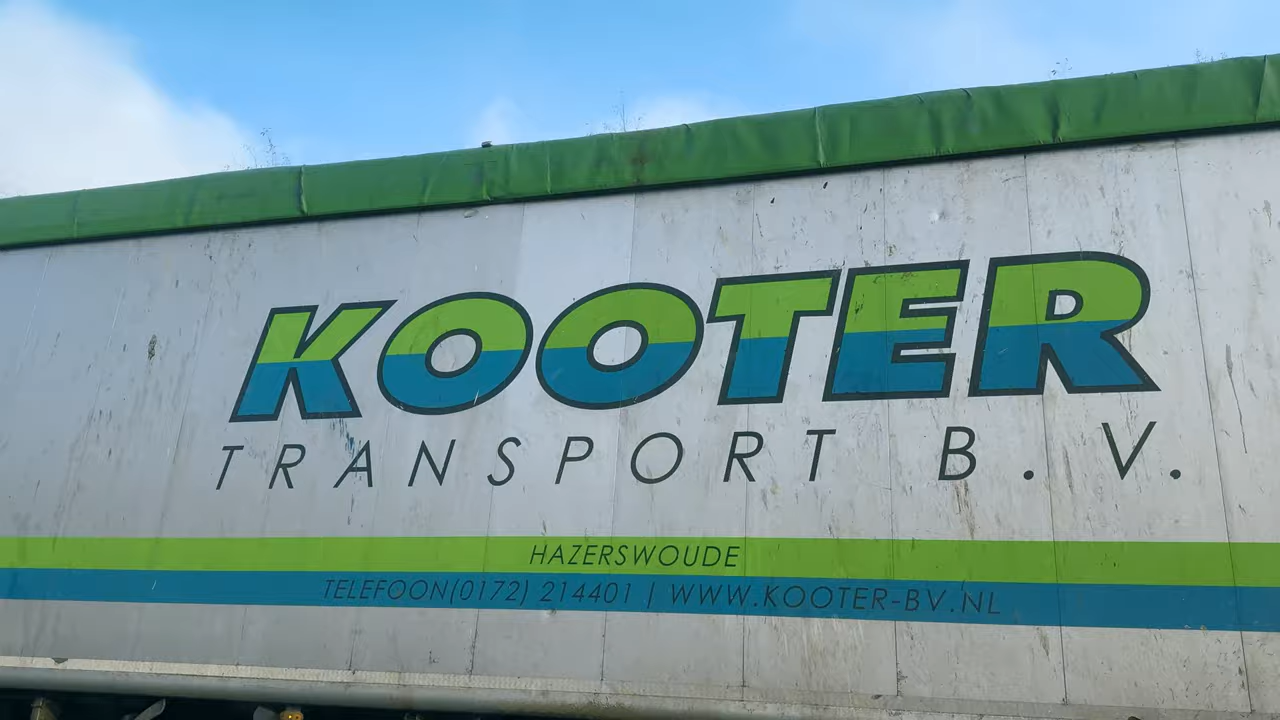 KOOTER
TRANSPORT B.V.
HAZERSWOUDE
TELEFOON(0172) 214401 | WWW.KOOTER-BV.NL